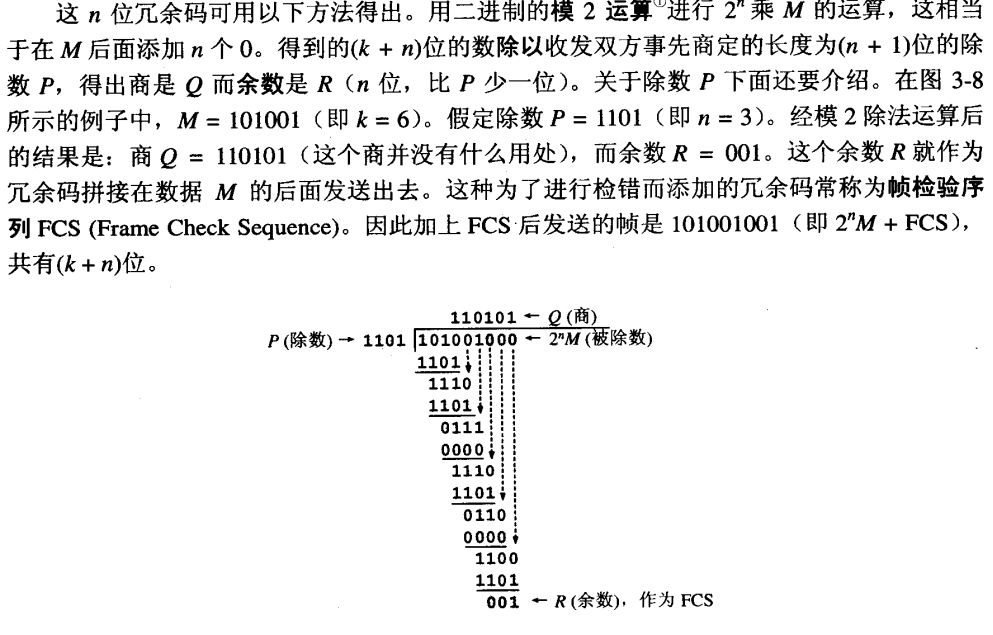 这 n 位冗余码可用以下方法得出。用二进制的模 2 运算①进行 2ⁿ 乘 M 的运算，这相当
于在 M 后面添加 n 个 0。得到的(k + n)位的数除以收发双方事先商定的长度为(n + 1)位的除
数 P，得出商是 Q 而余数是 R（n 位，比 P 少一位）。关于除数 P 下面还要介绍。在图 3-8
所示的例子中，M = 101001（即 k = 6）。假定除数 P = 1101（即 n = 3）。经模 2 除法运算后
的结果是：商 Q = 110101（这个商并没有什么用处），而余数 R = 001。这个余数 R 就作为
冗余码拼接在数据 M 的后面发送出去。这种为了进行检错而添加的冗余码常称为帧检验序
列 FCS (Frame Check Sequence)。因此加上 FCS 后发送的帧是 101001001（即 2ⁿM + FCS），
共有(k + n)位。
110101 ← Q (商)
P (除数) → 1101 101001000 ← 2ⁿM (被除数)
1101
1110
1101
0111
0000
1110
1101
0110
0000
1100
1101
001 ← R (余数)，作为 FCS